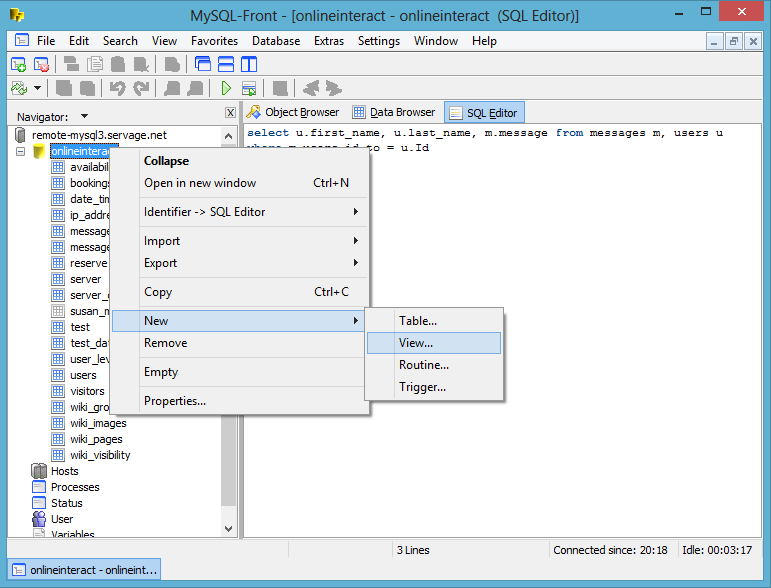 MySQL-Front - [onlineinteract - onlineinteract (SQL Editor)]
File Edit Search View Favorites Database Extras Settings Window Help
Navigator:
Object Browser Data Browser SQL Editor
remote-mysql3.servage.net
onlineinterac
availabili
bookings
date_tim
ip_addre
message
message
reserve
server
server_
susan_m
test
test_dat
user_lev
users
visitors
wiki_gro
wiki_images
wiki_pages
wiki_visibility
Hosts
Processes
Status
User
Variables
select u.first_name, u.last_name, m.message from messages m, users u
where m.users_id_to = u.Id
Collapse
Open in new window Ctrl+N
Identifier -> SQL Editor
Import
Export
Copy Ctrl+C
New
Remove
Empty
Properties...
Table...
View...
Routine...
Trigger...
3 Lines Connected since: 20:18 Idle: 00:03:17
onlineinteract - onlineint...